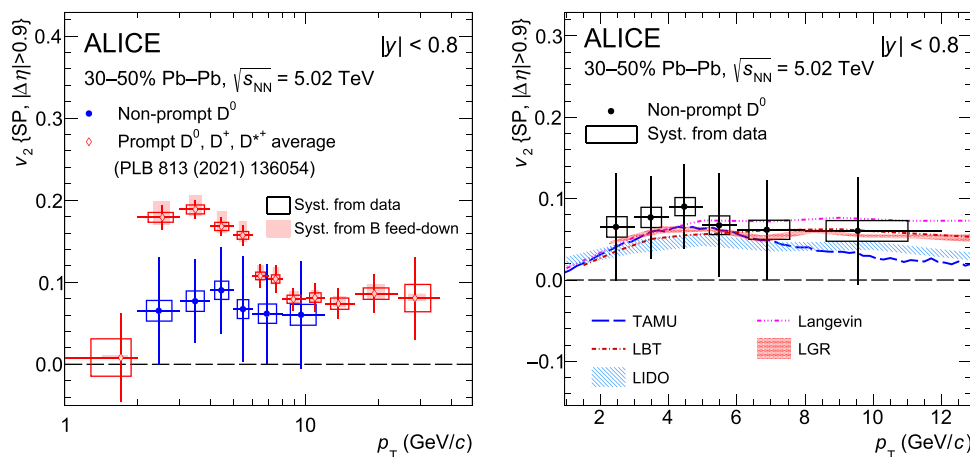 ALICE
|y| < 0.8
30–50% Pb–Pb, √sNN = 5.02 TeV
Non-prompt D⁰
Prompt D⁰, D⁺, D*⁺ average
(PLB 813 (2021) 136054)
Syst. from data
Syst. from B feed-down
v₂ {SP, |Δη|>0.9}
0.4
0.3
0.2
0.1
0.0
1
10
pT (GeV/c)
ALICE
|y| < 0.8
30–50% Pb–Pb, √sNN = 5.02 TeV
Non-prompt D⁰
Syst. from data
v₂ {SP, |Δη|>0.9}
0.3
0.2
0.1
0.0
−0.1
TAMU
Langevin
LBT
LGR
LIDO
2
4
6
8
10
12
pT (GeV/c)